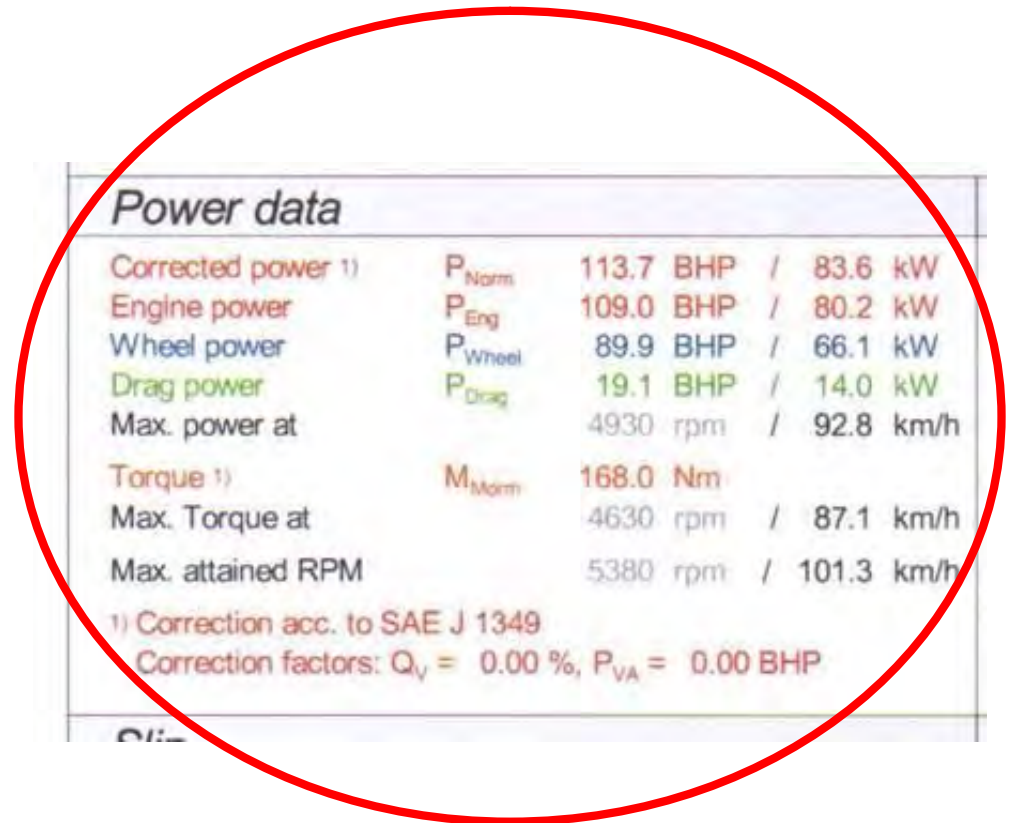 Power data
Corrected power 1) P_Norm 113.7 BHP / 83.6 kW
Engine power P_Eng 109.0 BHP / 80.2 kW
Wheel power P_Wheel 89.9 BHP / 66.1 kW
Drag power P_Drag 19.1 BHP / 14.0 kW
Max. power at 4930 rpm / 92.8 km/h
Torque 1) M_Morm 168.0 Nm
Max. Torque at 4630 rpm / 87.1 km/h
Max. attained RPM 5380 rpm / 101.3 km/h
1) Correction acc. to SAE J 1349
Correction factors: Q_V = 0.00 %, P_VA = 0.00 BHP